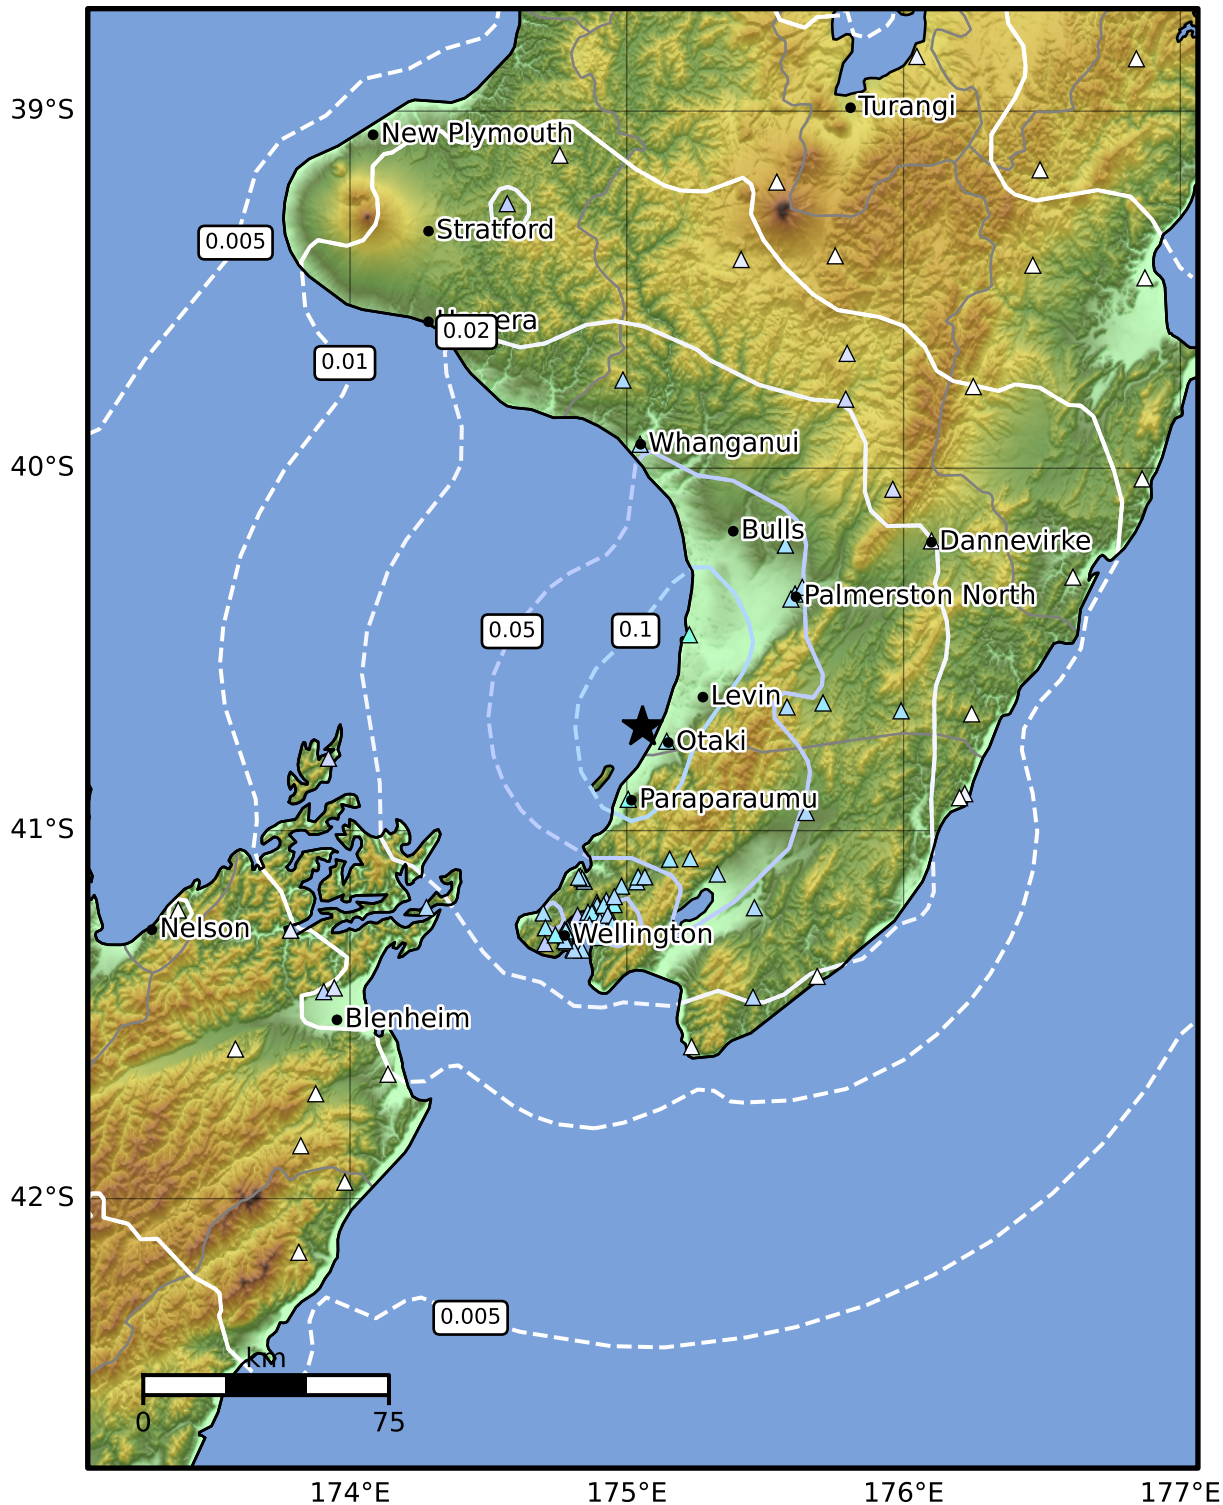 39°S
Turangi
New Plymouth
Stratford
0.005
0.02
0.01
Whanganui
40°S
Bulls
Dannevirke
Palmerston North
0.05
0.1
Levin
Otaki
Paraparaumu
41°S
Nelson
Wellington
Blenheim
42°S
0.005
km
0
75
174°E
175°E
176°E
177°E